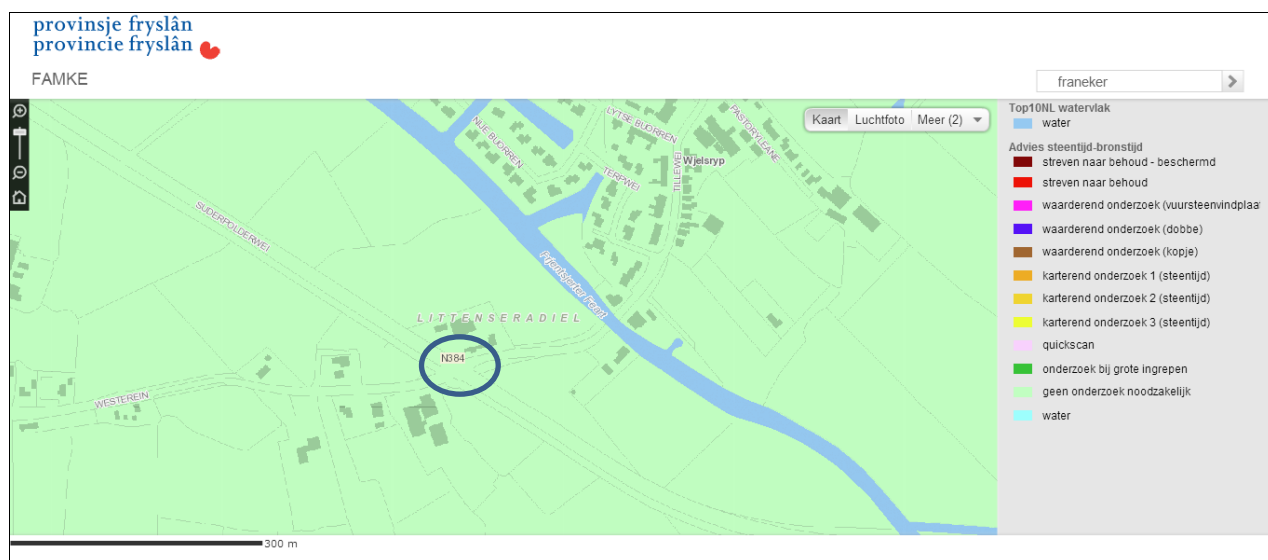 provinsje fryslân
provincie fryslân
FAMKE
franeker
Kaart Luchtfoto Meer (2)
NIJE BUORREN
LYTSE BUORREN
PASTORYLEANE
Wjelsryp
TERPWEI
TILLEWEI
SUDERPOLDERWEI
Frjentsjerter Feart
LITTENSERADIEL
N384
WESTEREIN
300 m
Top10NL watervlak
water
Advies steentijd-bronstijd
streven naar behoud - beschermd
streven naar behoud
waarderend onderzoek (vuursteenvindplaat
waarderend onderzoek (dobbe)
waarderend onderzoek (kopje)
karterend onderzoek 1 (steentijd)
karterend onderzoek 2 (steentijd)
karterend onderzoek 3 (steentijd)
quickscan
onderzoek bij grote ingrepen
geen onderzoek noodzakelijk
water